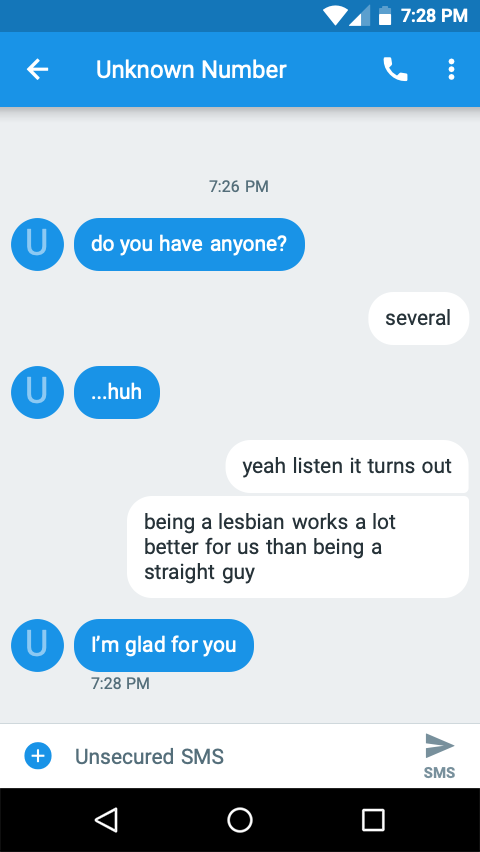 7:28 PM
Unknown Number
7:26 PM
U
do you have anyone?
several
U
...huh
yeah listen it turns out
being a lesbian works a lot
better for us than being a
straight guy
U
I’m glad for you
7:28 PM
Unsecured SMS
SMS